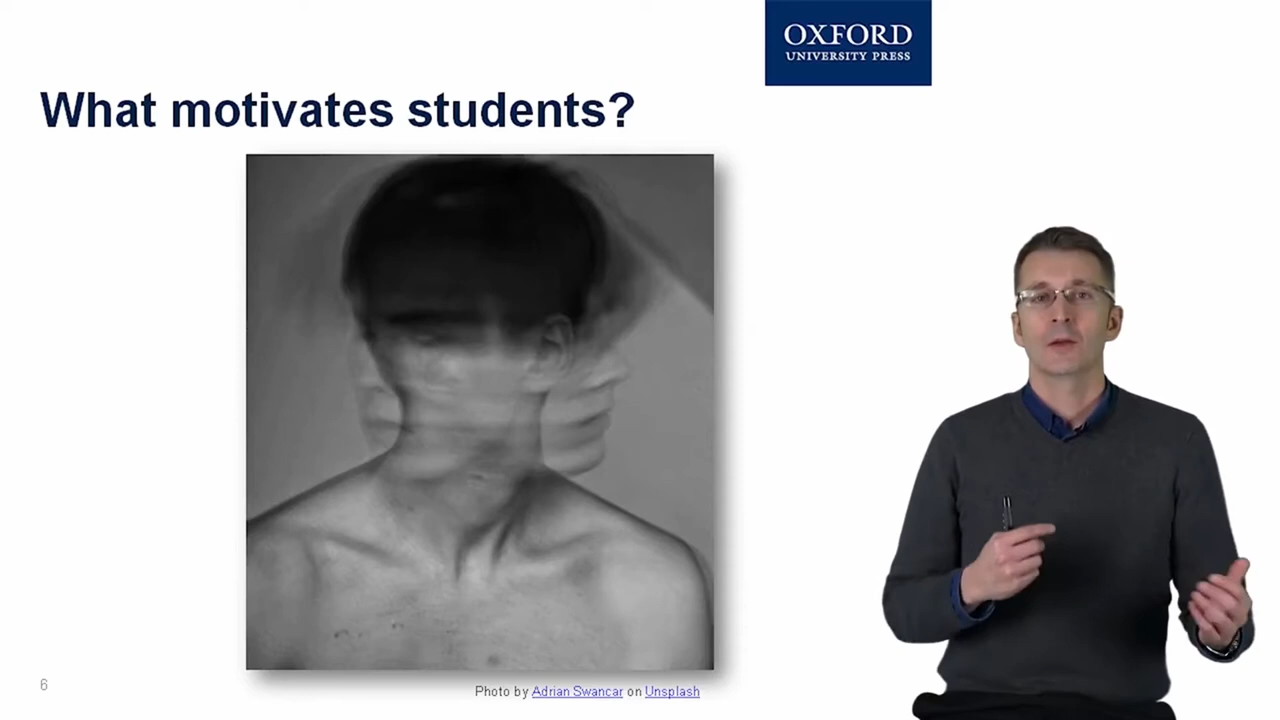 OXFORD
UNIVERSITY PRESS
What motivates students?
6
Photo by Adrian Swancar on Unsplash